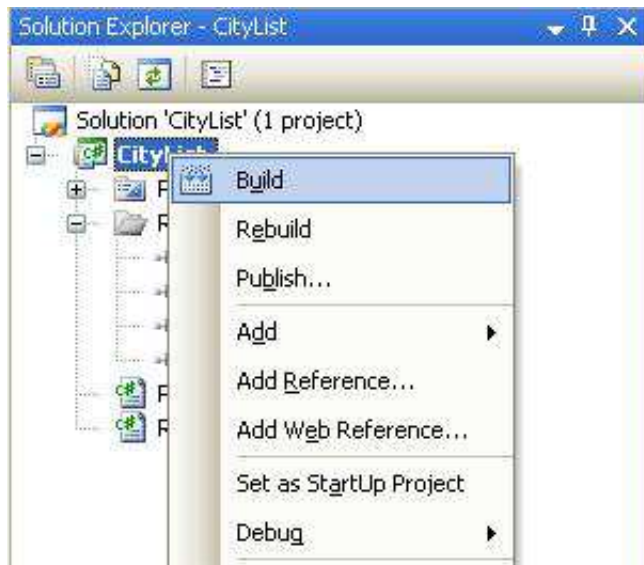 Solution Explorer - CityList
Solution 'CityList' (1 project)
Build
Rebuild
Publish...
Add
Add Reference...
Add Web Reference...
Set as StartUp Project
Debug